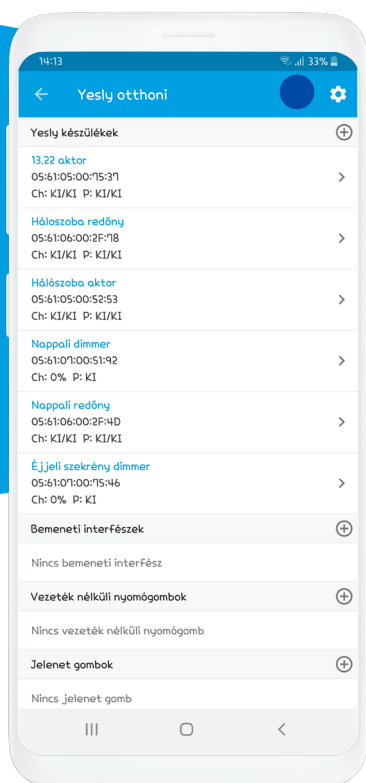 14:13
33%
Yesly otthoni
Yesly készülékek
13.22 aktor
05:61:05:00:75:37
Ch: KI/KI P: KI/KI
Háloszoba redőny
05:61:06:00:2F:78
Ch: KI/KI P: KI/KI
Hálószoba aktor
05:61:05:00:52:53
Ch: KI/KI P: KI/KI
Nappali dimmer
05:61:07:00:51:92
Ch: 0% P: KI
Nappali redőny
05:61:06:00:2F:4D
Ch: KI/KI P: KI/KI
Éjjeli szekrény dimmer
05:61:07:00:75:46
Ch: 0% P: KI
Bemeneti interfészek
Nincs bemeneti interfész
Vezeték nélküli nyomógombok
Nincs vezeték nélküli nyomógomb
Jelenet gombok
Nincs jelenet gomb